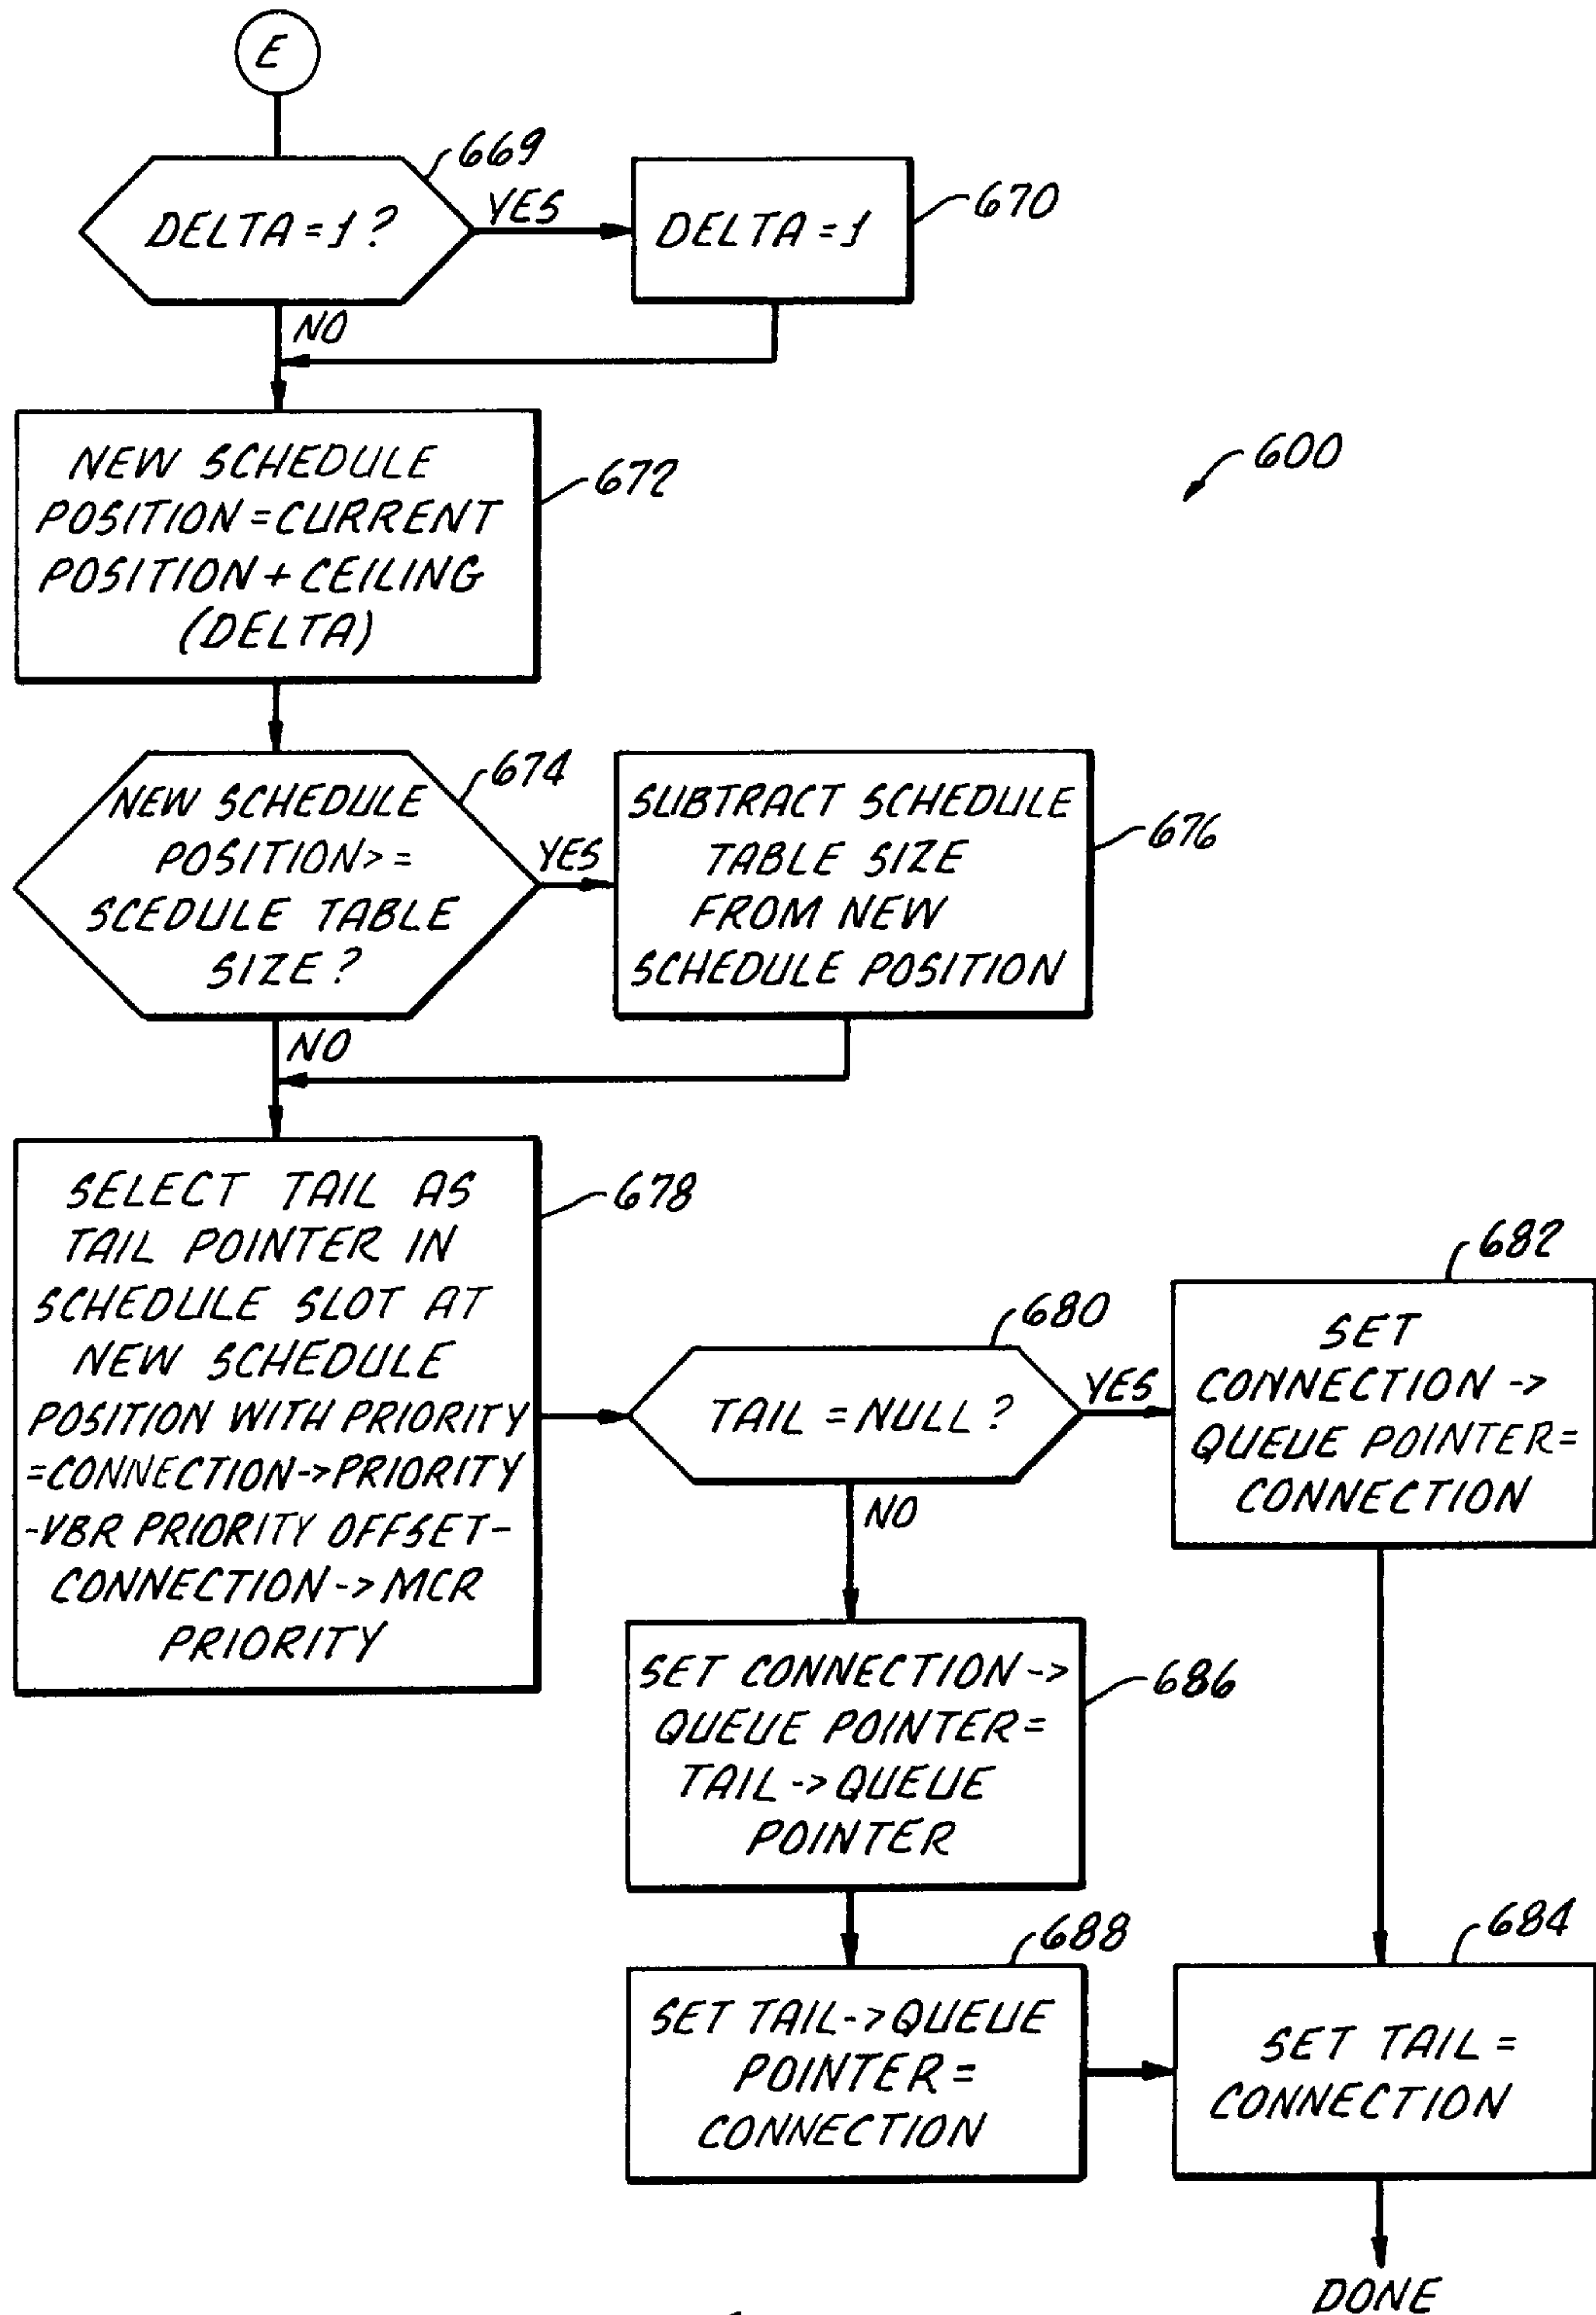 E
669
DELTA = 1 ?
YES
DELTA = 1
670
NO
NEW SCHEDULE
POSITION = CURRENT
POSITION + CEILING
(DELTA)
672
600
NEW SCHEDULE
POSITION > =
SCEDULE TABLE
SIZE ?
674
YES
SUBTRACT SCHEDULE
TABLE SIZE
FROM NEW
SCHEDULE POSITION
676
NO
SELECT TAIL AS
TAIL POINTER IN
SCHEDULE SLOT AT
NEW SCHEDULE
POSITION WITH PRIORITY
=CONNECTION->PRIORITY
-VBR PRIORITY OFFSET-
CONNECTION->MCR
PRIORITY
678
TAIL = NULL ?
680
YES
SET
CONNECTION ->
QUEUE POINTER =
CONNECTION
682
NO
SET CONNECTION ->
QUEUE POINTER =
TAIL -> QUEUE
POINTER
686
SET TAIL-> QUEUE
POINTER =
CONNECTION
688
SET TAIL =
CONNECTION
684
DONE